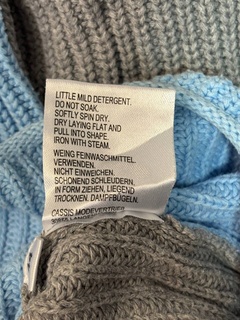 LITTLE MILD DETERGENT.
DO NOT SOAK.
SOFTLY SPIN DRY.
DRY LAYING FLAT AND
PULL INTO SHAPE.
IRON WITH STEAM.
WENIG FEINWASCHMITTEL.
VERWENDEN.
NICHT EINWEICHEN.
SCHONEND SCHLEUDERN.
IN FORM ZIEHEN, LIEGEND
TROCKNEN. DAMPFBÜGELN.
CASSIS MODEVERTRIEB